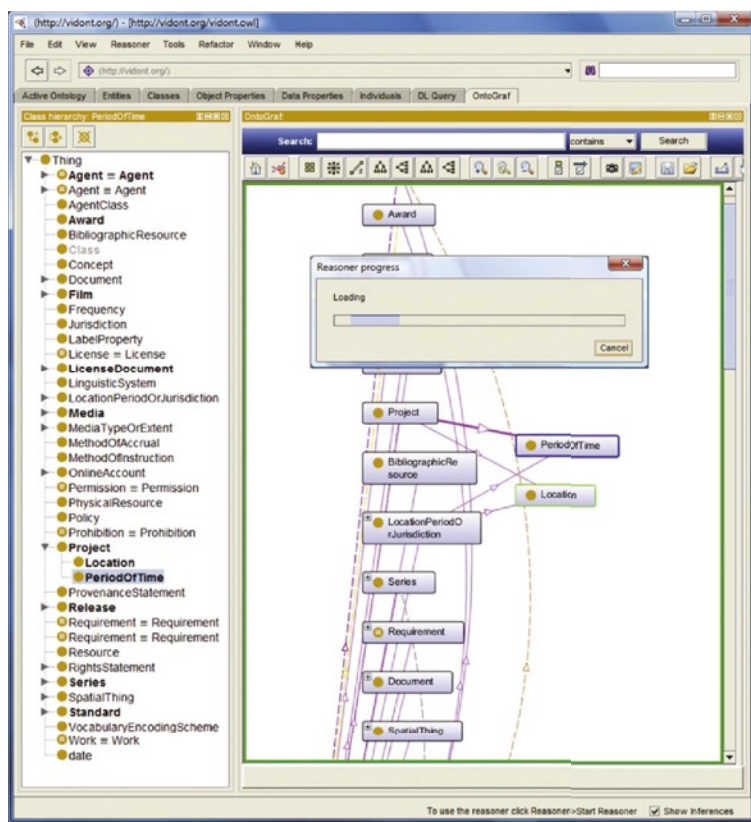 (http://vidont.org/) - [http://vidont.org/vidont.owl]
File Edit View Reasoner Tools Refactor Window Help
(http://vidont.org/)
Active Ontology Entities Classes Object Properties Data Properties Individuals DL Query OntoGraf
Class hierarchy: PeriodOfTime
OntoGraf:
Search: contains Search
Thing
Agent ≡ Agent
Agent ≡ Agent
AgentClass
Award
BibliographicResource
Class
Concept
Document
Film
Frequency
Jurisdiction
LabelProperty
License ≡ License
LicenseDocument
LinguisticSystem
LocationPeriodOrJurisdiction
Media
MediaTypeOrExtent
MethodOfAccrual
MethodOfInstruction
OnlineAccount
Permission ≡ Permission
PhysicalResource
Policy
Prohibition ≡ Prohibition
Project
Location
PeriodOfTime
ProvenanceStatement
Release
Requirement ≡ Requirement
Requirement ≡ Requirement
Resource
RightsStatement
Series
SpatialThing
Standard
VocabularyEncodingScheme
Work ≡ Work
date
Award
Reasoner progress
Loading
Cancel
Project
PeriodOfTime
BibliographicRe
source
Location
LocationPeriodO
rJurisdiction
Series
Requirement
Document
SpatialThing
To use the reasoner click Reasoner>Start Reasoner Show Inferences